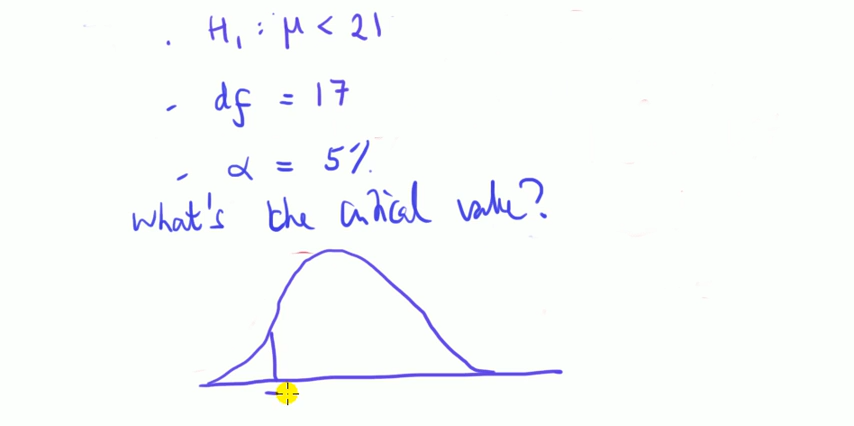 . H₁ : μ < 21
- df = 17
- α = 5%
What's the critical value?
-